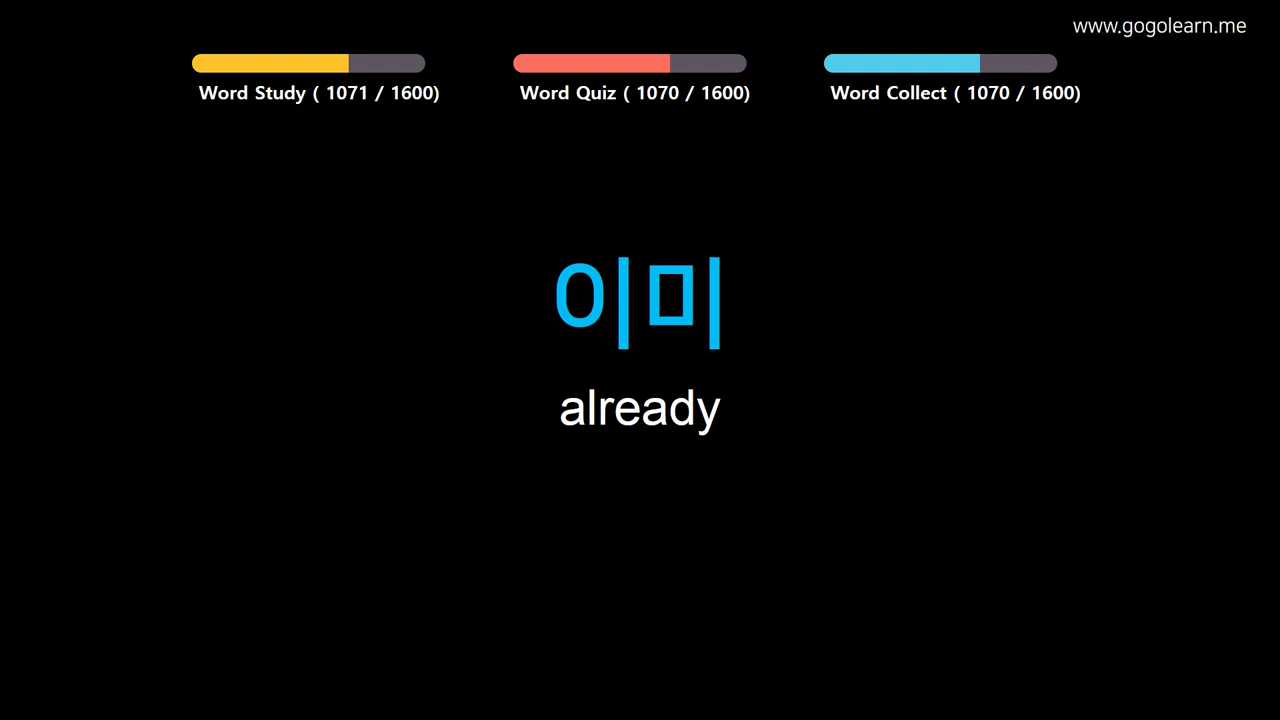 www.gogolearn.me
Word Study ( 1071 / 1600)
Word Quiz ( 1070 / 1600)
Word Collect ( 1070 / 1600)
이미
already